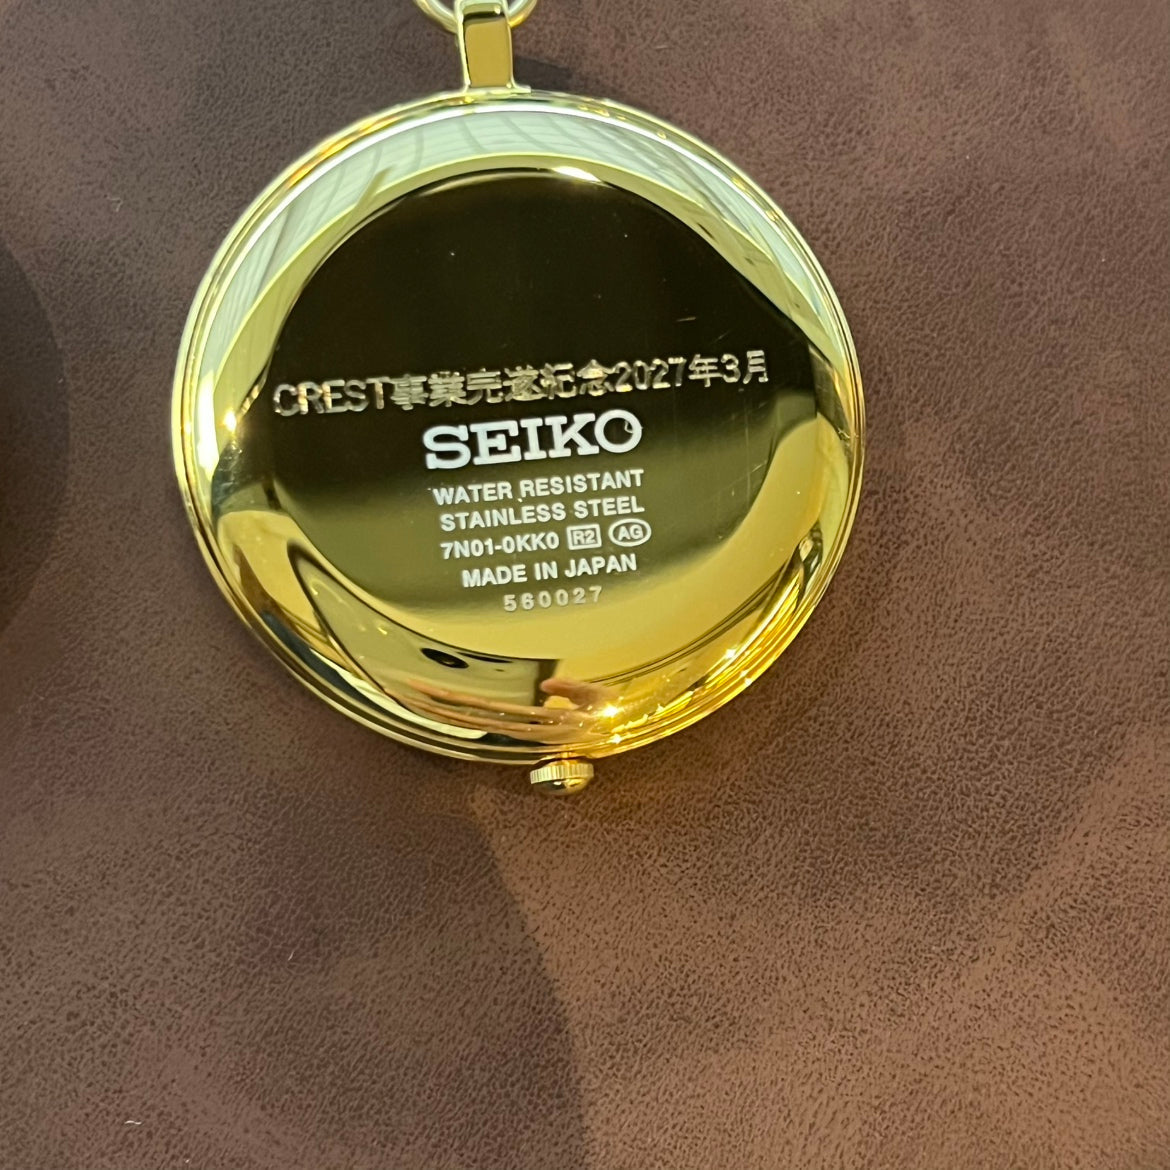 CREST事業完遂記念2027年3月
SEIKO
WATER RESISTANT
STAINLESS STEEL
7N01-0KK0 R2 AG
MADE IN JAPAN
560027